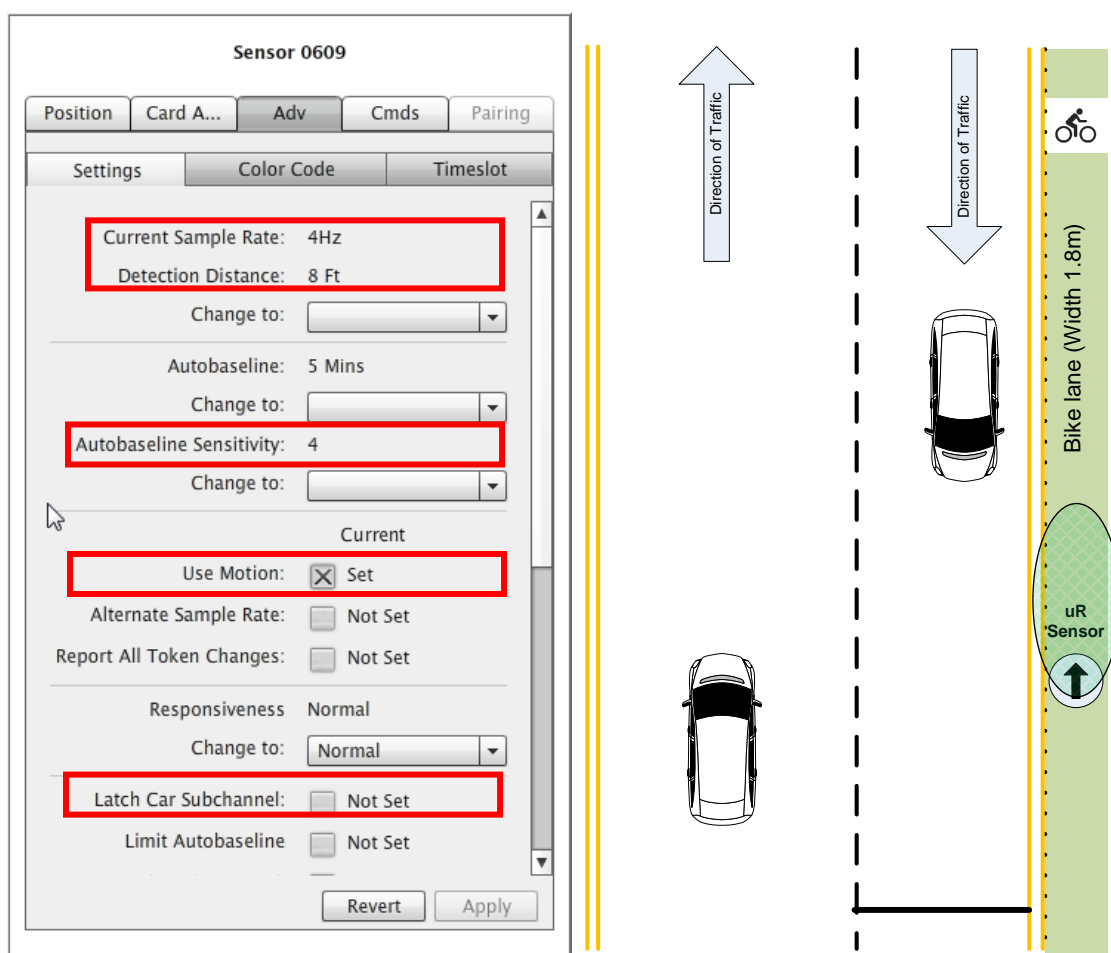 Sensor 0609
Position Card A... Adv Cmds Pairing
Settings Color Code Timeslot
Current Sample Rate: 4Hz
Detection Distance: 8 Ft
Change to:
Autobaseline: 5 Mins
Change to:
Autobaseline Sensitivity: 4
Change to:
Current
Use Motion: Set
Alternate Sample Rate: Not Set
Report All Token Changes: Not Set
Responsiveness Normal
Change to: Normal
Latch Car Subchannel: Not Set
Limit Autobaseline Not Set
Revert Apply
Direction of Traffic
Direction of Traffic
Bike lane (Width 1.8m)
uR
Sensor